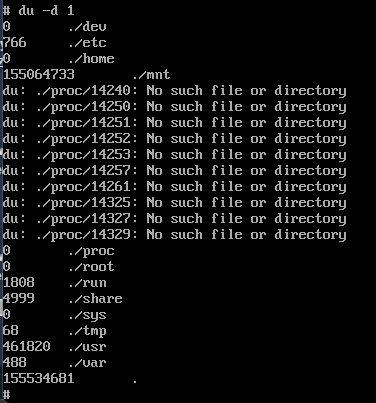 # du -d 1
0 ./dev
766 ./etc
0 ./home
155064733 ./mnt
du: ./proc/14240: No such file or directory
du: ./proc/14250: No such file or directory
du: ./proc/14251: No such file or directory
du: ./proc/14252: No such file or directory
du: ./proc/14253: No such file or directory
du: ./proc/14257: No such file or directory
du: ./proc/14261: No such file or directory
du: ./proc/14325: No such file or directory
du: ./proc/14327: No such file or directory
du: ./proc/14329: No such file or directory
0 ./proc
0 ./root
1808 ./run
4999 ./share
0 ./sys
68 ./tmp
461820 ./usr
488 ./var
155534681 .
#